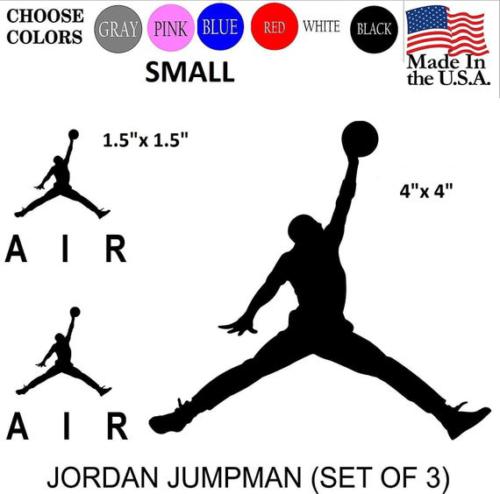 CHOOSE
COLORS
GRAY
PINK
BLUE
RED
WHITE
BLACK
Made In
the U.S.A.
SMALL
1.5"x 1.5"
4"x 4"
A I R
A I R
JORDAN JUMPMAN (SET OF 3)